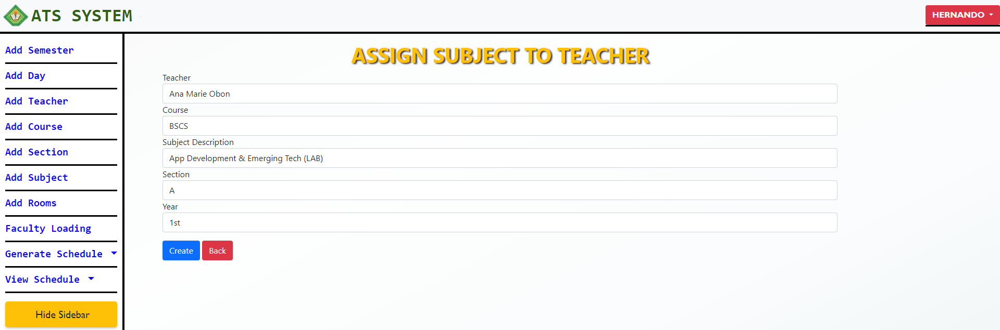 ATS SYSTEM
HERNANDO
Add Semester
Add Day
Add Teacher
Add Course
Add Section
Add Subject
Add Rooms
Faculty Loading
Generate Schedule
View Schedule
Hide Sidebar
ASSIGN SUBJECT TO TEACHER
Teacher
Ana Marie Obon
Course
BSCS
Subject Description
App Development & Emerging Tech (LAB)
Section
A
Year
1st
Create Back